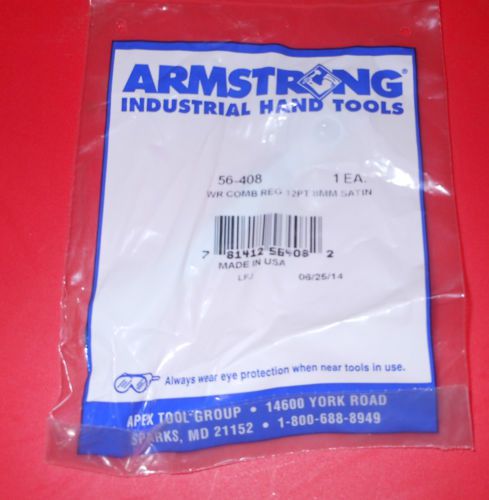 ARMSTRONG®
INDUSTRIAL HAND TOOLS
56-408 1 EA.
WR COMB REG 12PT 8MM SATIN
7 81412 56408 2
MADE IN USA
LFJ 06/25/14
Always wear eye protection when near tools in use.
APEX TOOL GROUP • 14600 YORK ROAD
SPARKS, MD 21152 • 1-800-688-8949